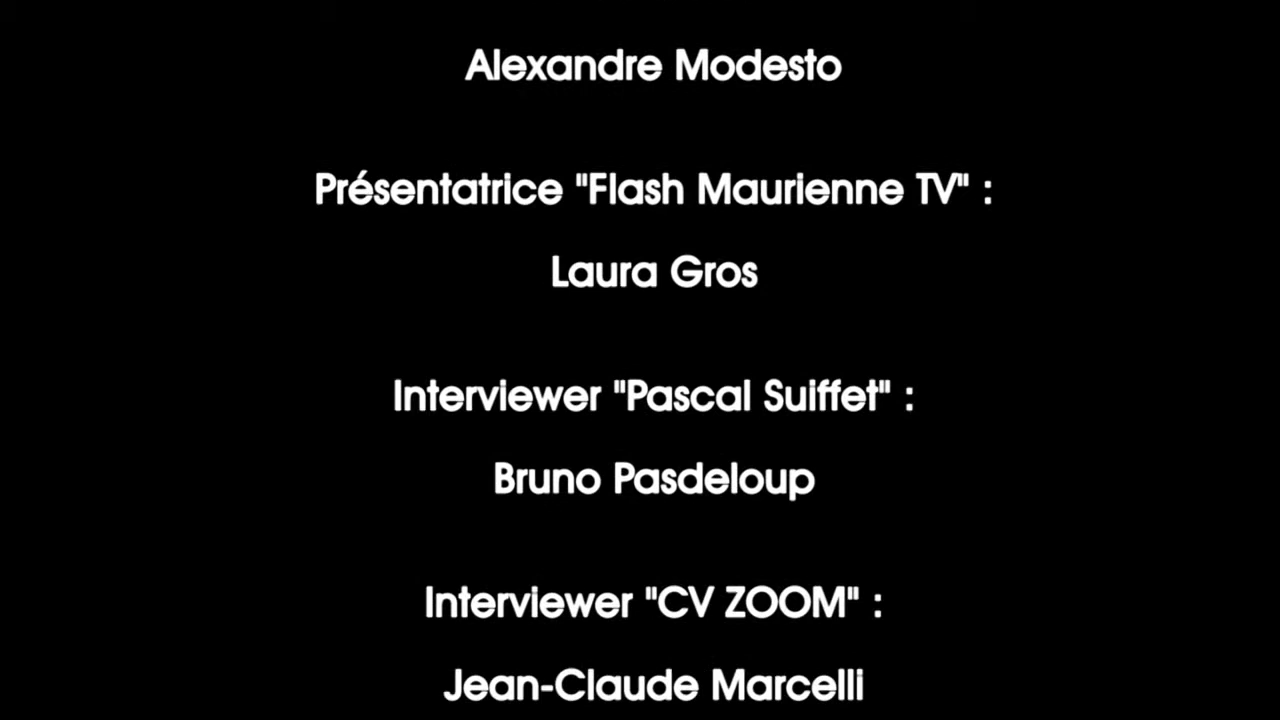 Alexandre Modesto
Présentatrice "Flash Maurienne TV" :
Laura Gros
Interviewer "Pascal Suiffet" :
Bruno Pasdeloup
Interviewer "CV ZOOM" :
Jean-Claude Marcelli